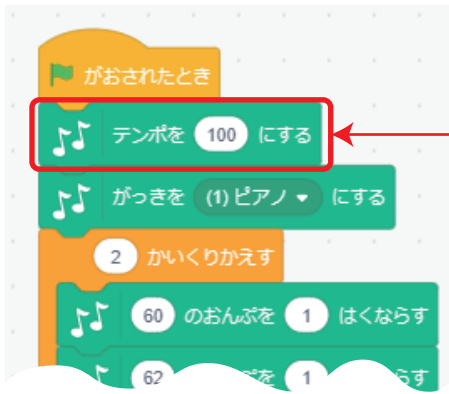 がおされたとき
テンポを 100 にする
がっきを (1) ピアノ にする
2 かいくりかえす
60 のおんぷを 1 はくならす
62 ぷを 1 らす